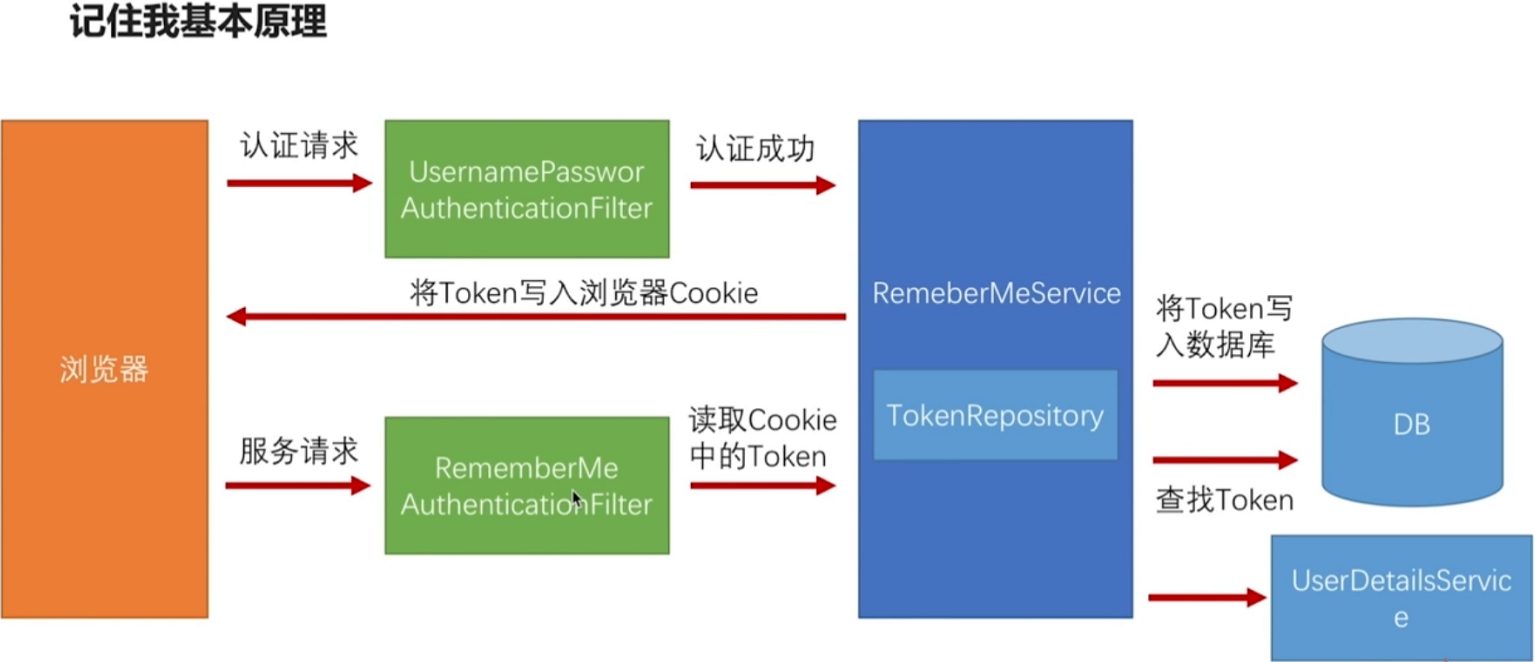 记住我基本原理
认证请求
UsernamePasswor
AuthenticationFilter
认证成功
将Token写入浏览器Cookie
浏览器
RemeberMeService
TokenRepository
将Token写
入数据库
DB
服务请求
RememberMe
AuthenticationFilter
读取Cookie
中的Token
查找Token
UserDetailsServic
e